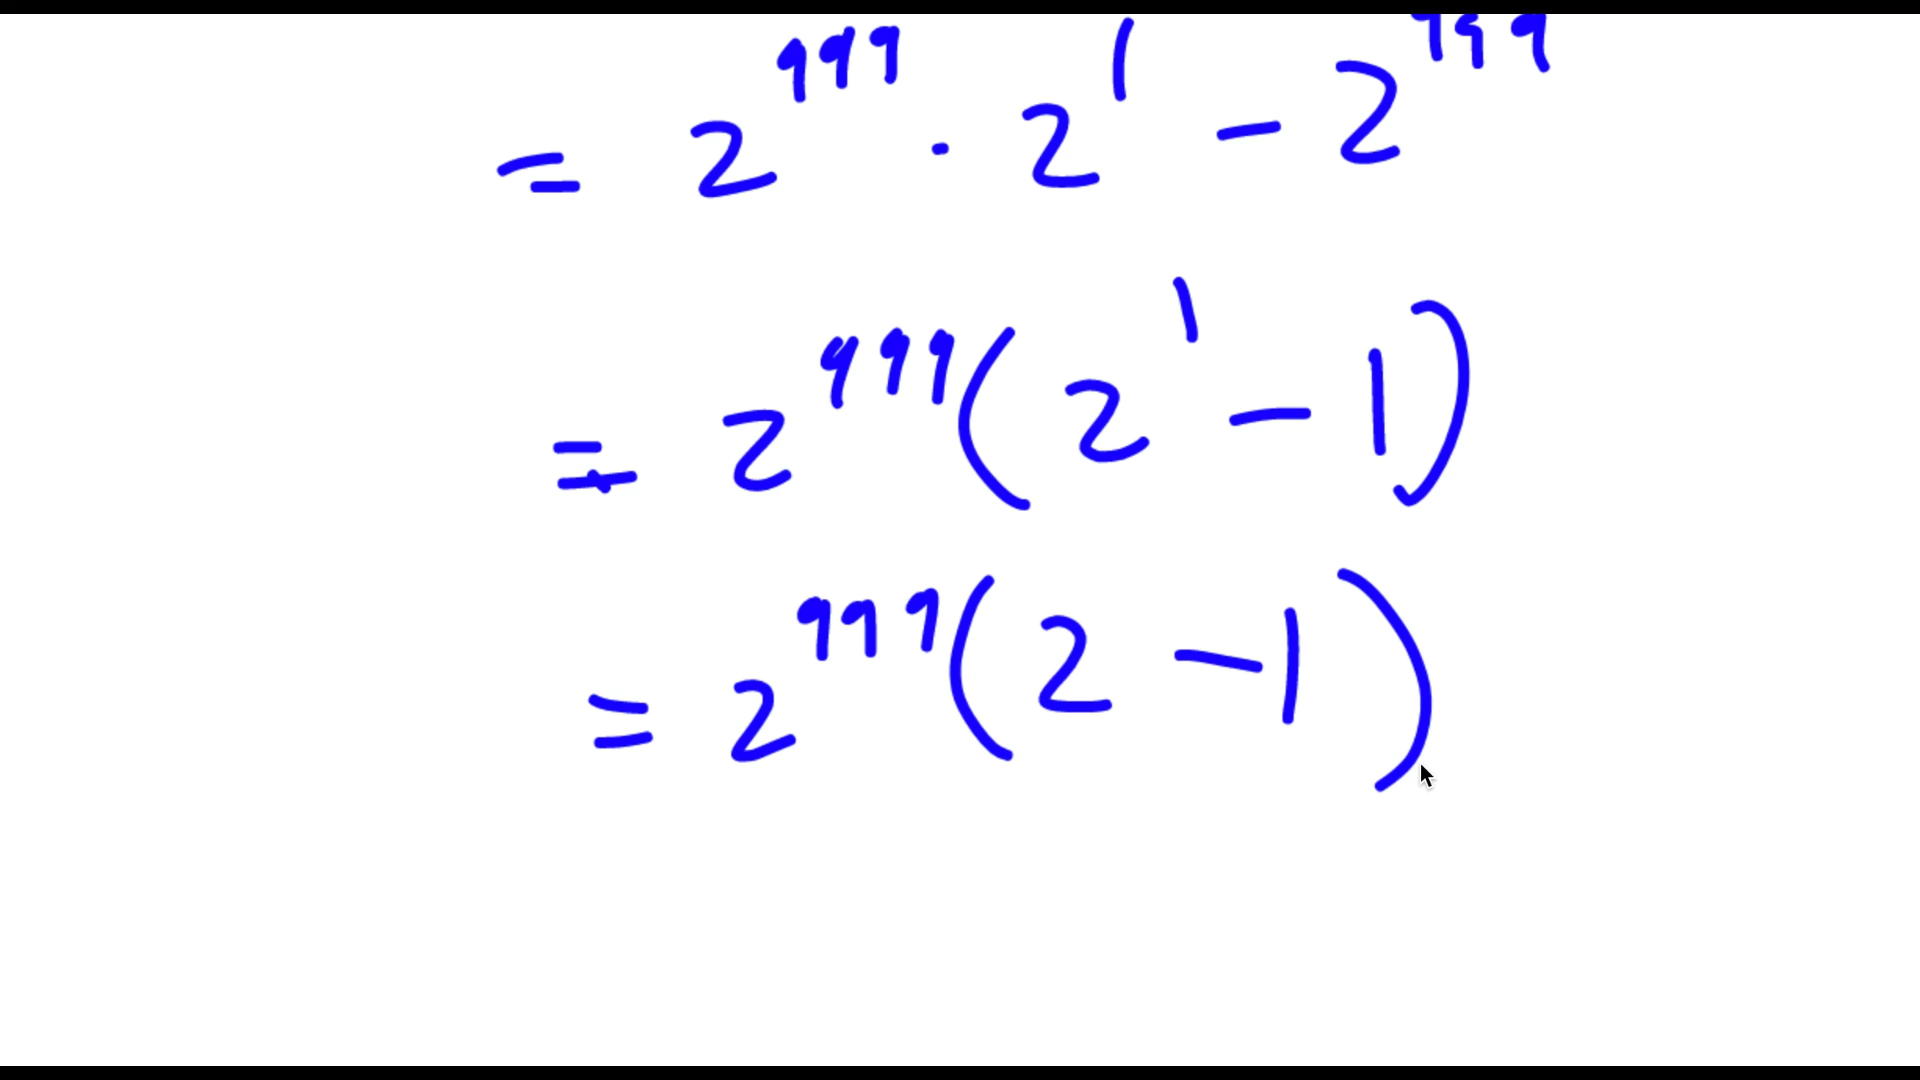 = 2^999 · 2^1 - 2^999
= 2^999 (2^1 - 1)
= 2^999 (2 - 1)